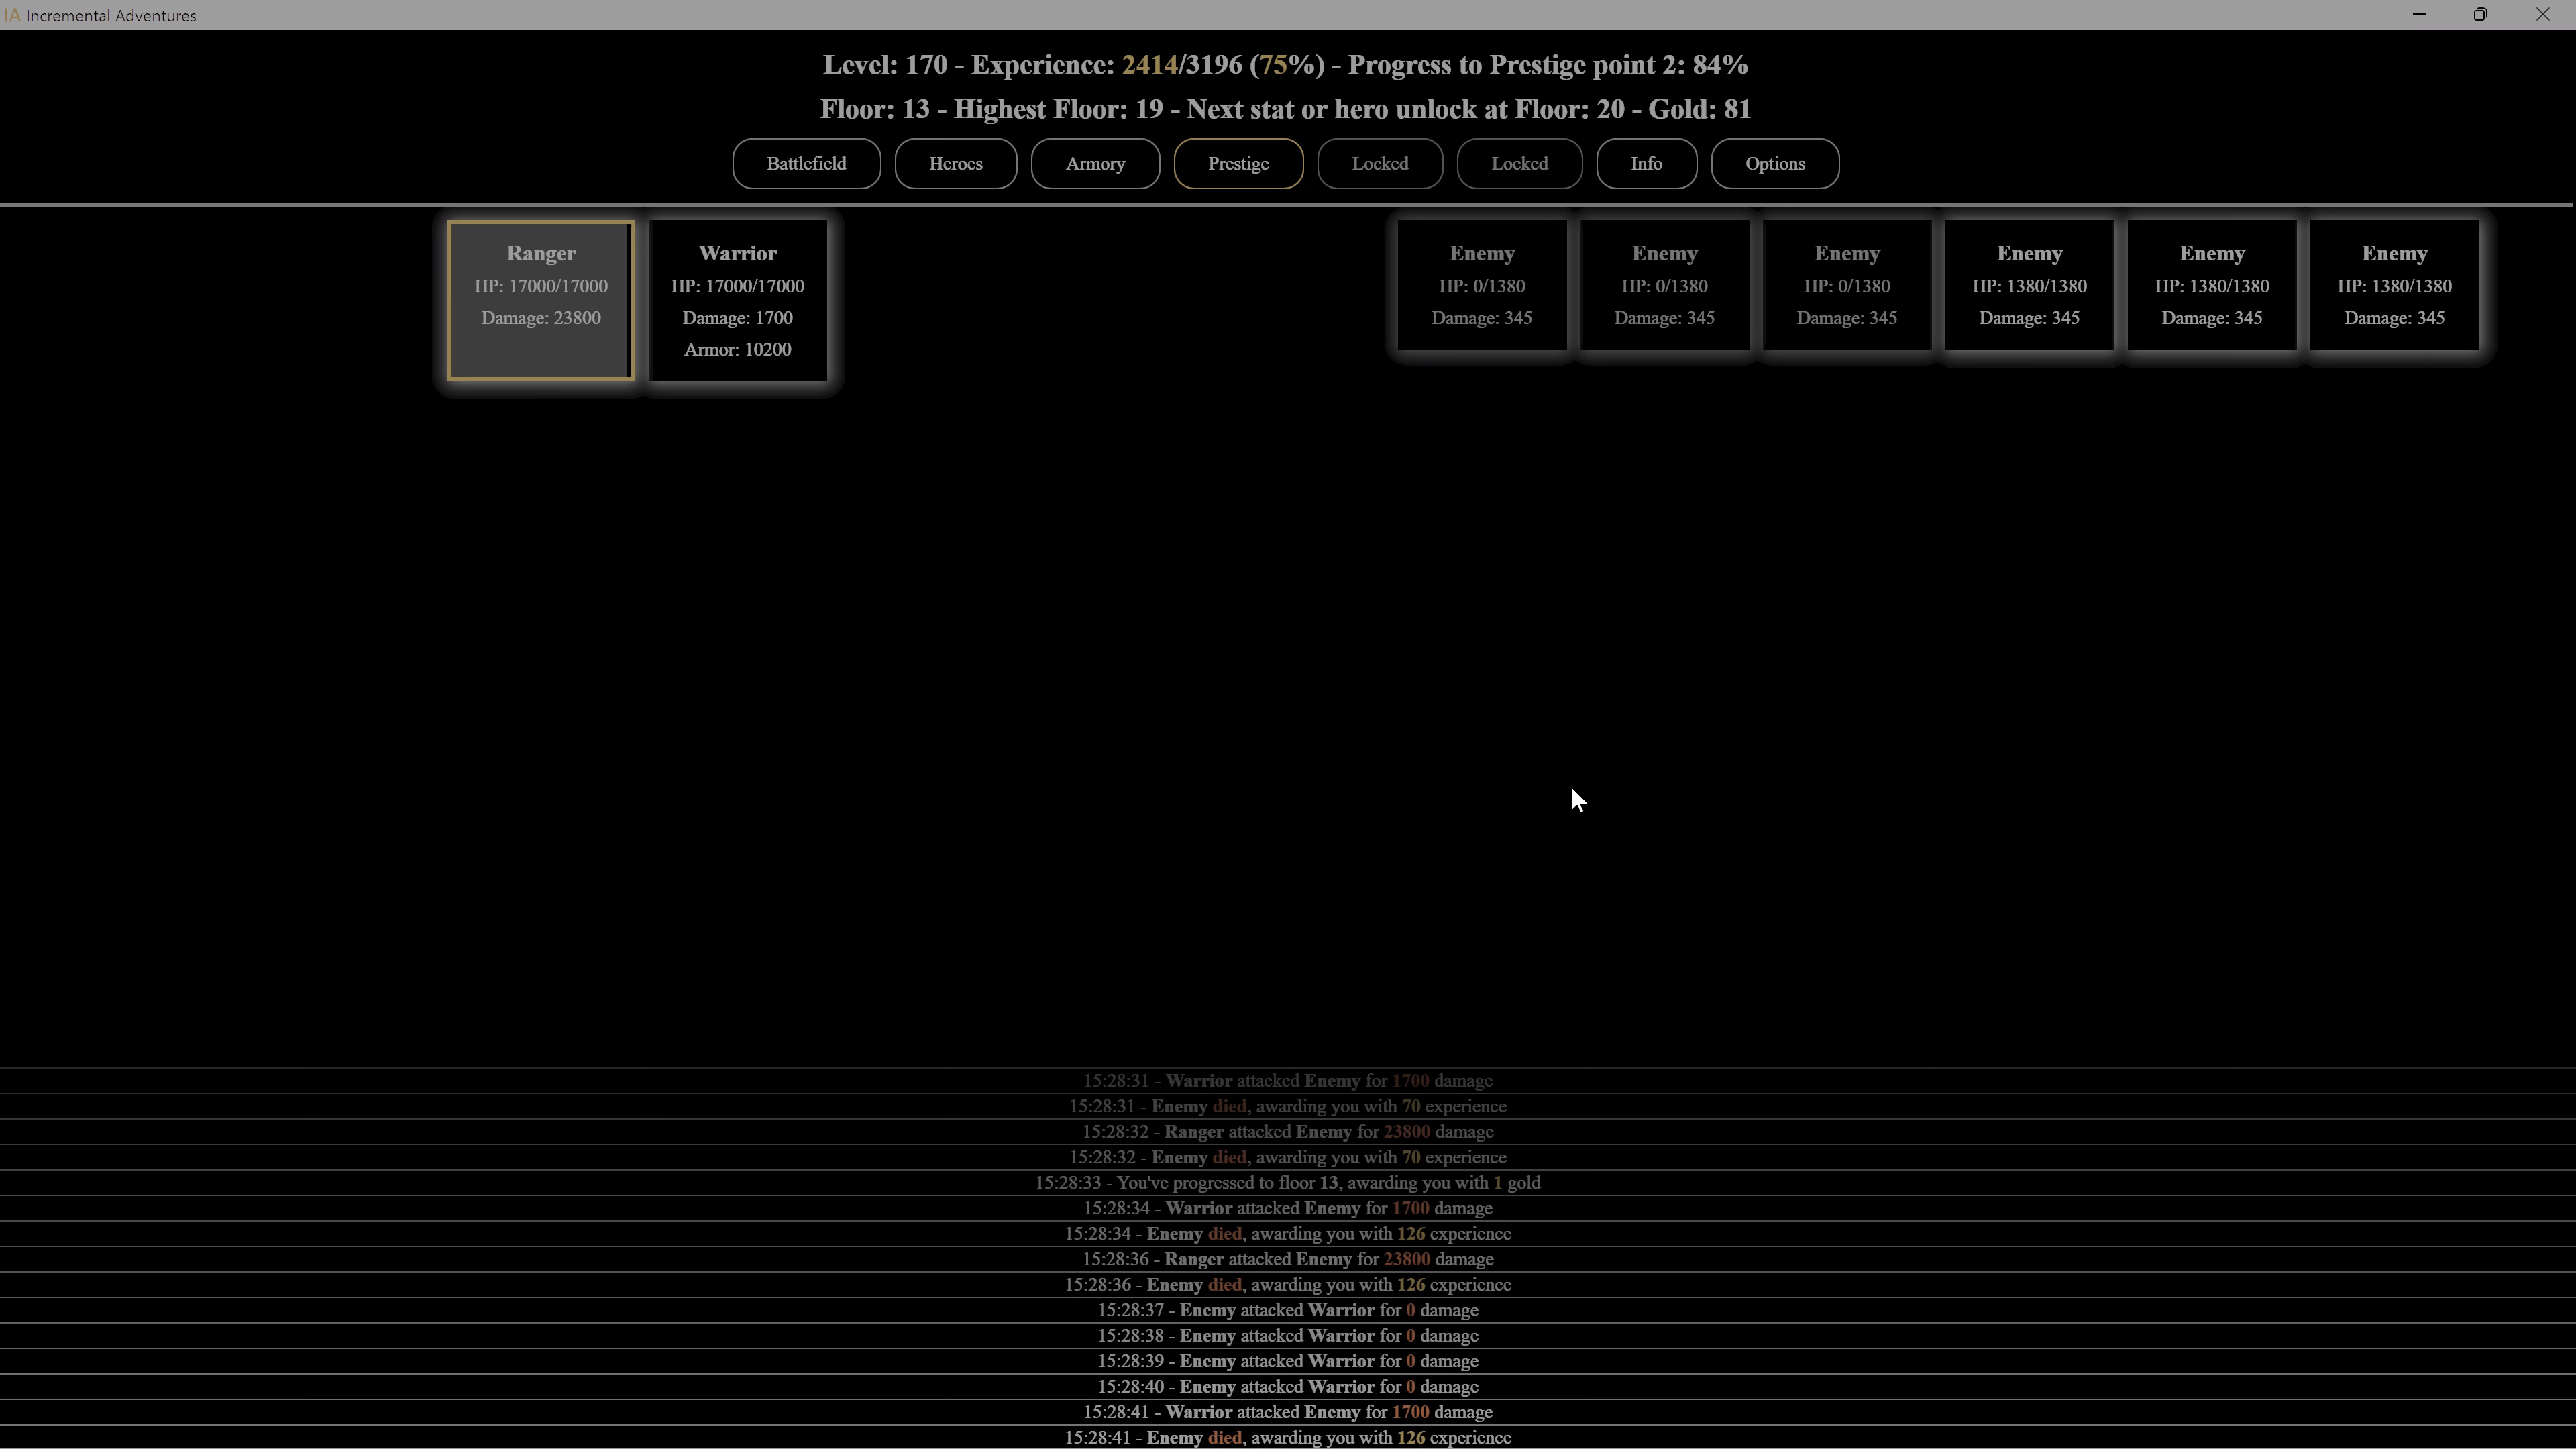 IA Incremental Adventures
Level: 170 - Experience: 2414/3196 (75%) - Progress to Prestige point 2: 84%
Floor: 13 - Highest Floor: 19 - Next stat or hero unlock at Floor: 20 - Gold: 81
Battlefield Heroes Armory Prestige Locked Locked Info Options
Ranger
HP: 17000/17000
Damage: 23800
Warrior
HP: 17000/17000
Damage: 1700
Armor: 10200
Enemy
HP: 0/1380
Damage: 345
Enemy
HP: 0/1380
Damage: 345
Enemy
HP: 0/1380
Damage: 345
Enemy
HP: 1380/1380
Damage: 345
Enemy
HP: 1380/1380
Damage: 345
Enemy
HP: 1380/1380
Damage: 345
15:28:31 - Warrior attacked Enemy for 1700 damage
15:28:31 - Enemy died, awarding you with 70 experience
15:28:32 - Ranger attacked Enemy for 23800 damage
15:28:32 - Enemy died, awarding you with 70 experience
15:28:33 - You've progressed to floor 13, awarding you with 1 gold
15:28:34 - Warrior attacked Enemy for 1700 damage
15:28:34 - Enemy died, awarding you with 126 experience
15:28:36 - Ranger attacked Enemy for 23800 damage
15:28:36 - Enemy died, awarding you with 126 experience
15:28:37 - Enemy attacked Warrior for 0 damage
15:28:38 - Enemy attacked Warrior for 0 damage
15:28:39 - Enemy attacked Warrior for 0 damage
15:28:40 - Enemy attacked Warrior for 0 damage
15:28:41 - Warrior attacked Enemy for 1700 damage
15:28:41 - Enemy died, awarding you with 126 experience